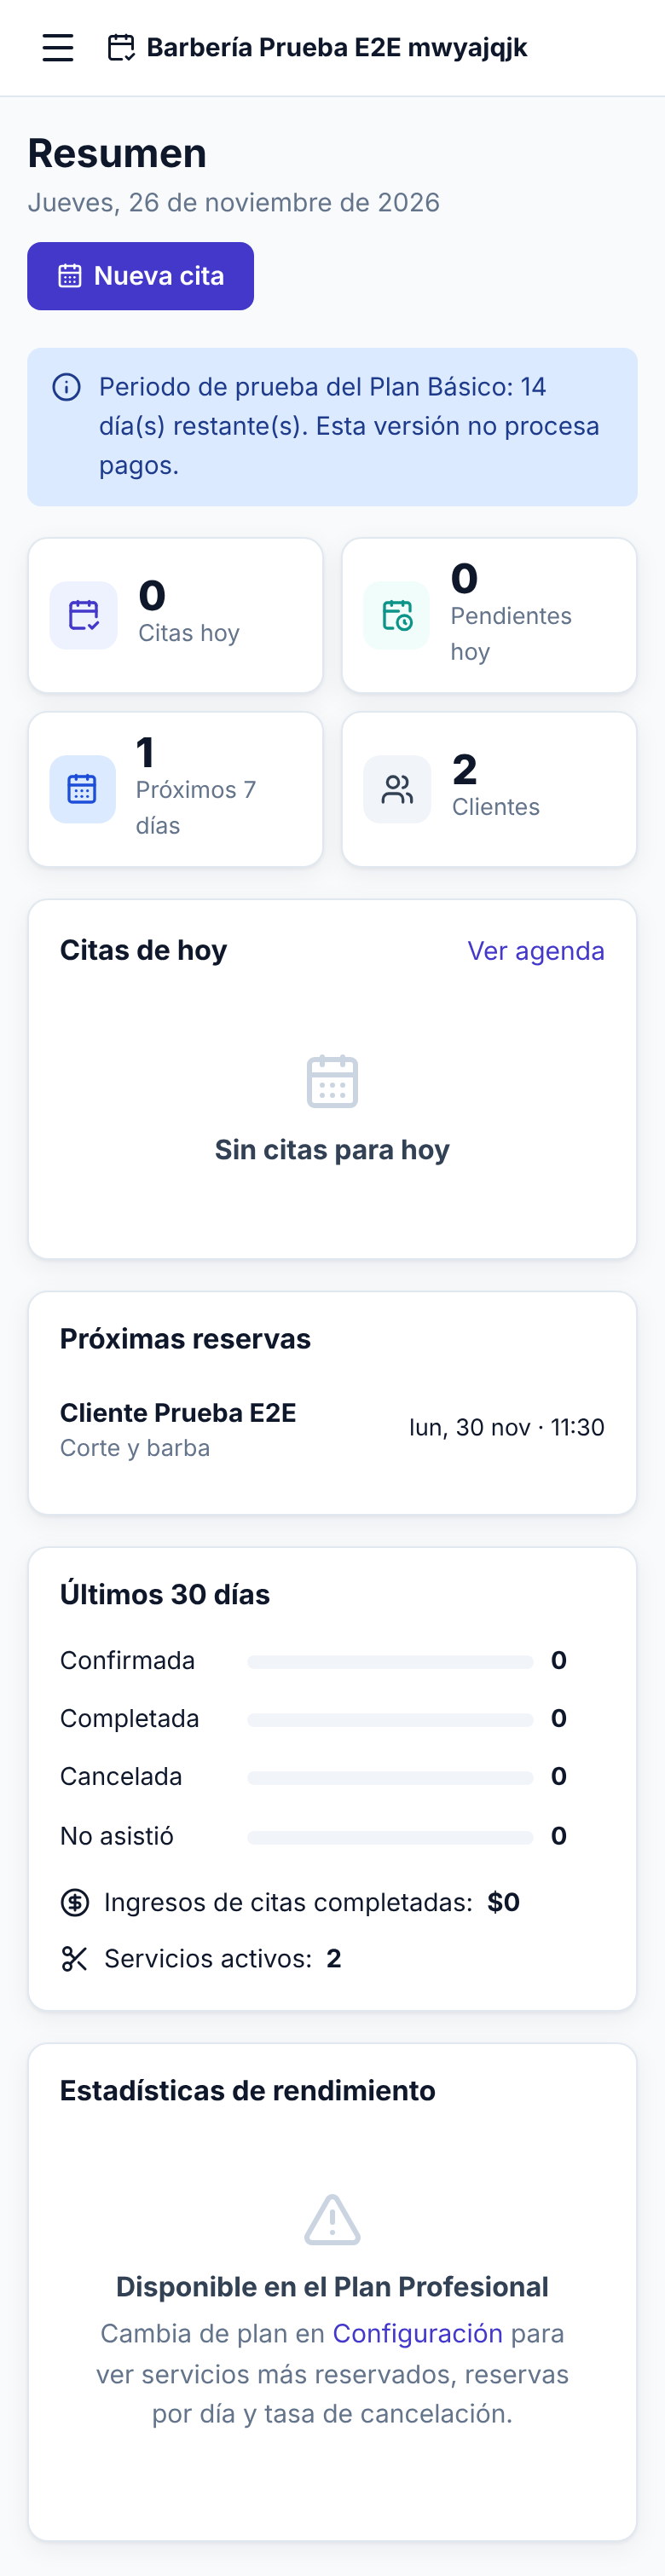 Barbería Prueba E2E mwyajqjk
Resumen
Jueves, 26 de noviembre de 2026
Nueva cita
Periodo de prueba del Plan Básico: 14
día(s) restante(s). Esta versión no procesa
pagos.
0
Citas hoy
0
Pendientes
hoy
1
Próximos 7
días
2
Clientes
Citas de hoy
Ver agenda
Sin citas para hoy
Próximas reservas
Cliente Prueba E2E
Corte y barba
lun, 30 nov · 11:30
Últimos 30 días
Confirmada 0
Completada 0
Cancelada 0
No asistió 0
Ingresos de citas completadas: $0
Servicios activos: 2
Estadísticas de rendimiento
Disponible en el Plan Profesional
Cambia de plan en Configuración para
ver servicios más reservados, reservas
por día y tasa de cancelación.